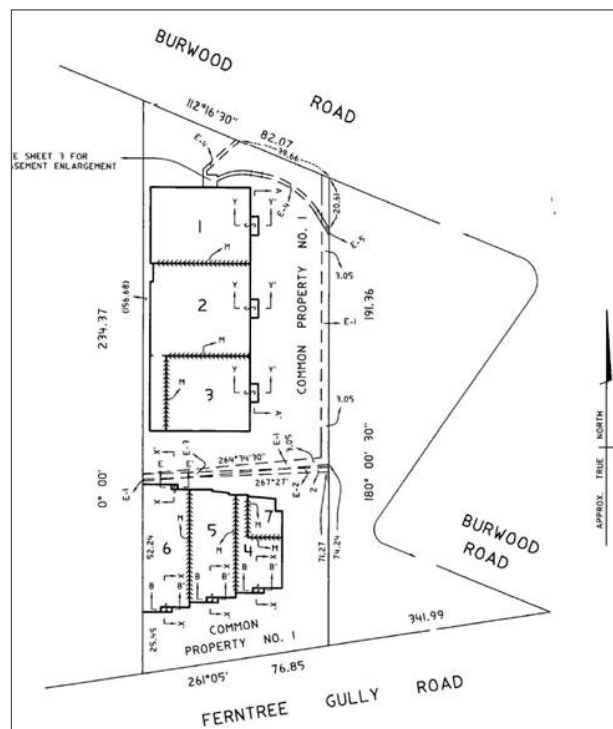 BURWOOD
ROAD
112°16'30"
82.07
39.66
E-4
E SHEET 3 FOR
SEMENT ENLARGEMENT
E-4
20.61
E-5
A
Y Y'
1
M
3.05
COMMON PROPERTY NO. 1
191.36
E-1
(156.68)
234.37
2
Y Y'
M
M
3
Y Y'
A'
3.05
APPROX. TRUE NORTH
0° 00'
180° 00' 30"
X
E
E'
X
E-3
264°34'30"
E-1
3.05
267°27'
E-2
2
E-1
BURWOOD
ROAD
52.24
6
M
5
M
4
7
M
M
71.27
74.24
X
B B'
X
X
B B'
X
X
B B'
X
25.45
COMMON
PROPERTY NO. 1
341.99
261°05'
76.85
FERNTREE GULLY ROAD